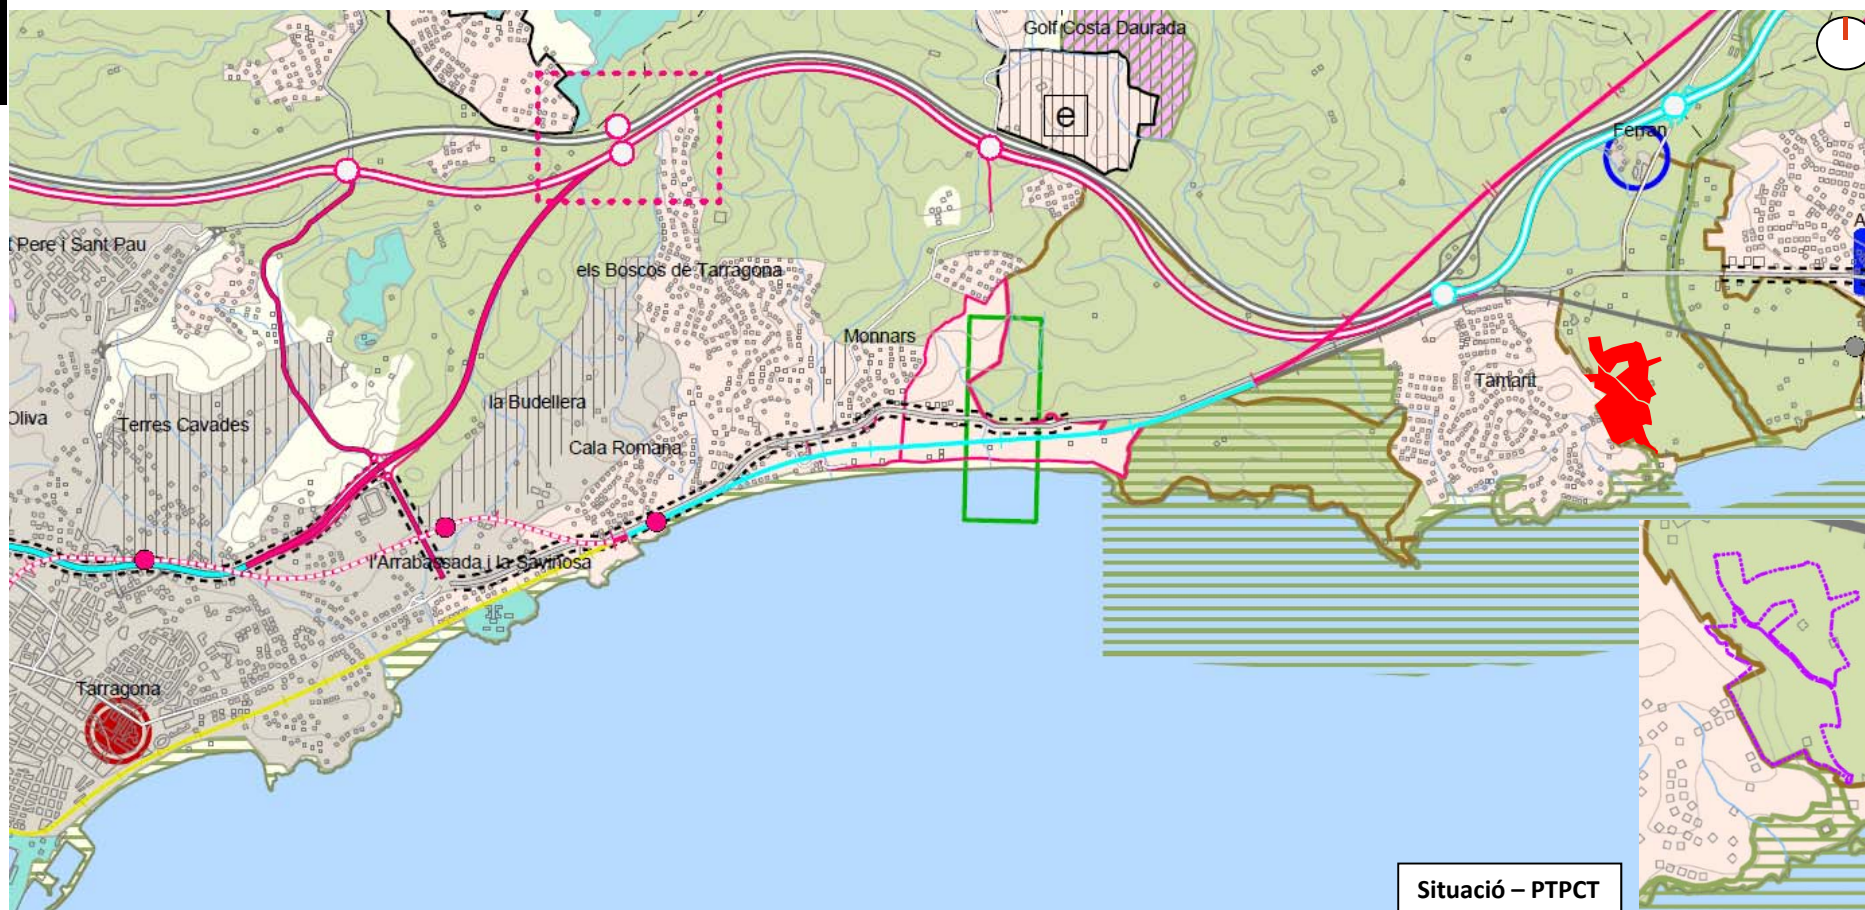 Golf Costa Daurada
e
Ferran
A
t Pere i Sant Pau
els Boscos de Tarragona
Monnars
Tamarit
Oliva
la Budellera
Terres Cavades
Cala Romana
l'Arrabassada i la Savinosa
Tarragona
Situació – PTPCT